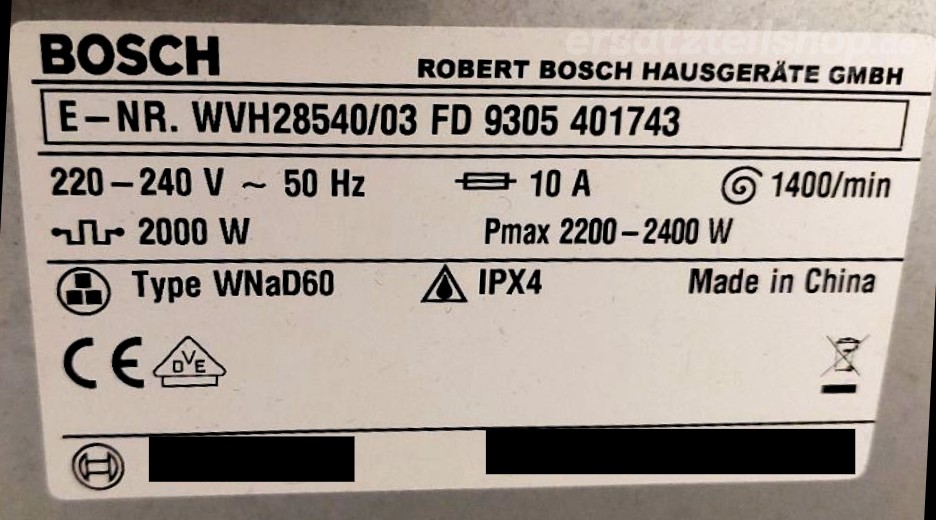 ersatzteilshop.
BOSCH
ROBERT BOSCH HAUSGERÄTE GMBH
E-NR. WVH28540/03 FD 9305 401743
220-240 V ~ 50 Hz 10 A 1400/min
2000 W Pmax 2200-2400 W
Type WNaD60 IPX4 Made in China
CE DVE